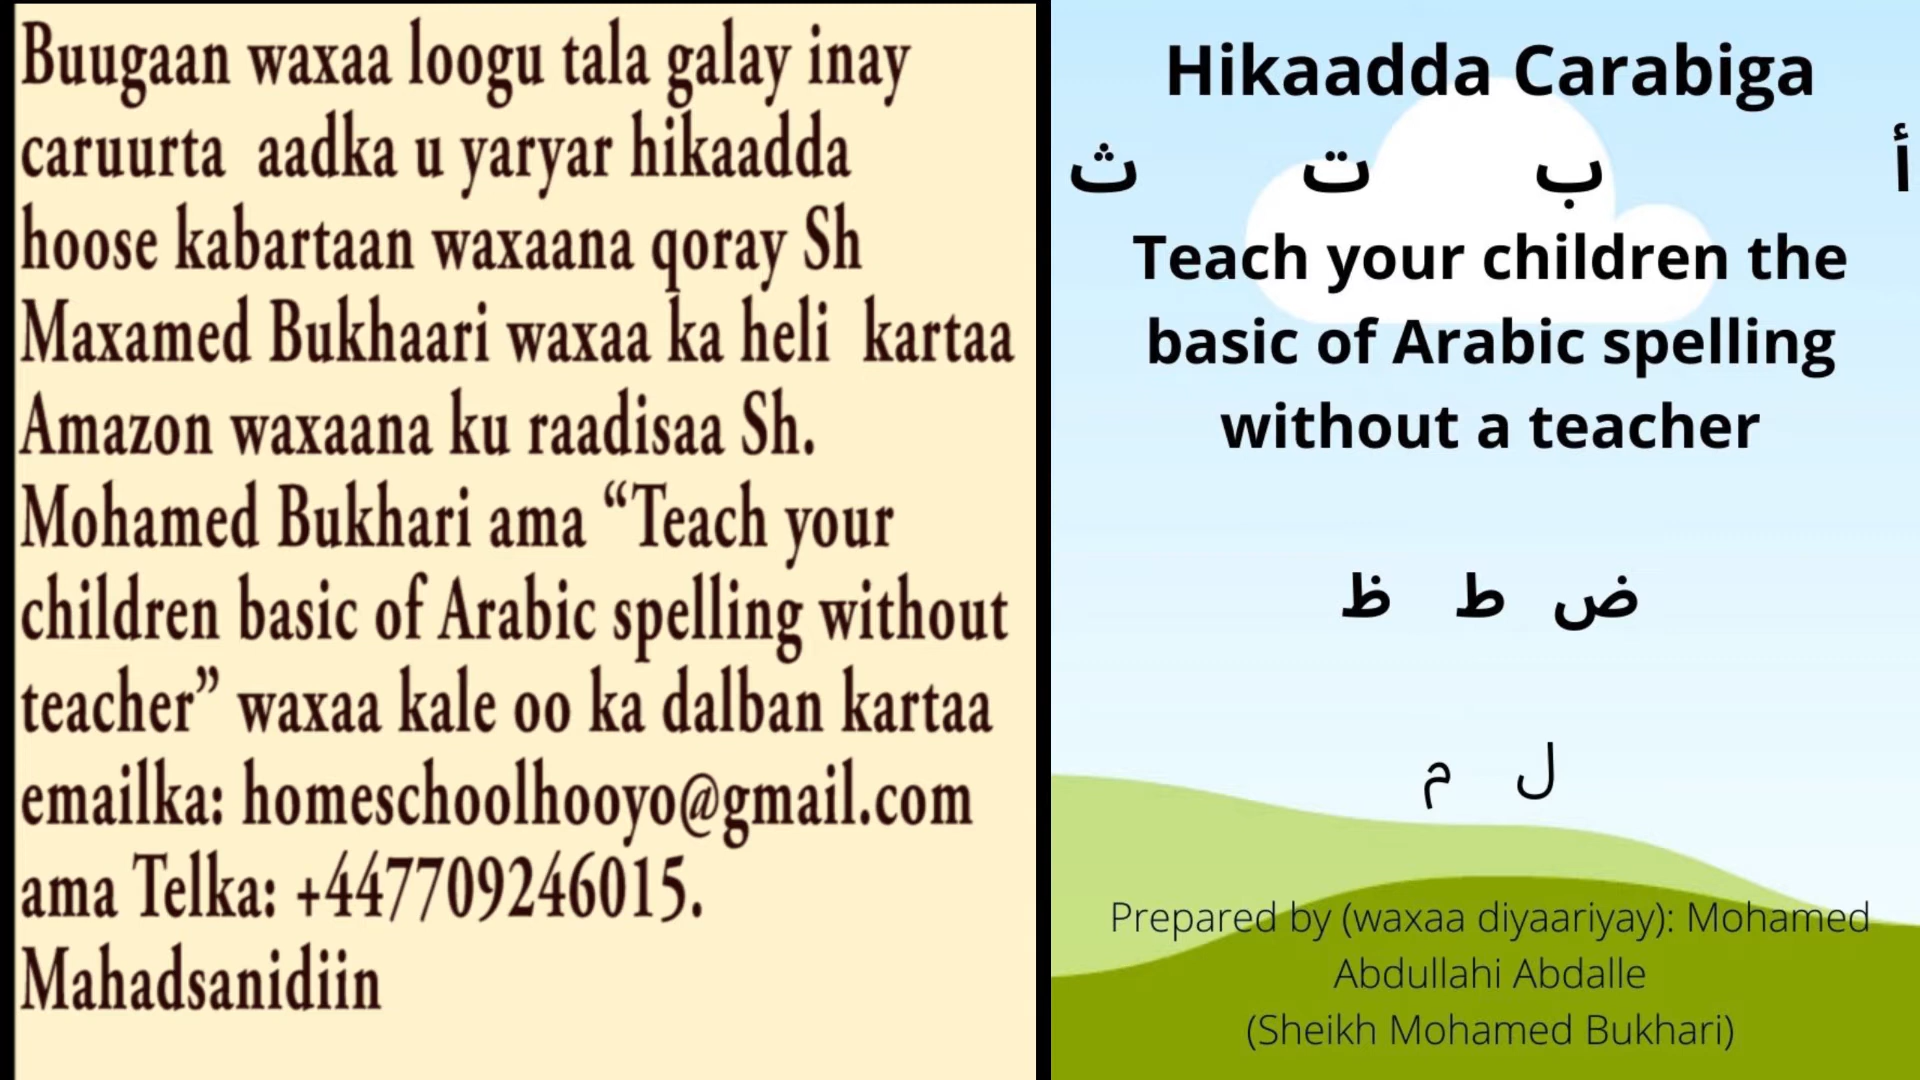 Buugaan waxaa loogu tala galay inay
caruurta aadka u yaryar hikaadda
hoose kabartaan waxaana qoray Sh
Maxamed Bukhaari waxaa ka heli kartaa
Amazon waxaana ku raadisaa Sh.
Mohamed Bukhari ama “Teach your
children basic of Arabic spelling without
teacher” waxaa kale oo ka dalban kartaa
emailka: homeschoolhooyo@gmail.com
ama Telka: +447709246015.
Mahadsanidiin
Hikaadda Carabiga
أ ب ت ث
Teach your children the
basic of Arabic spelling
without a teacher
ض ط ظ
ل م
Prepared by (waxaa diyaariyay): Mohamed
Abdullahi Abdalle
(Sheikh Mohamed Bukhari)